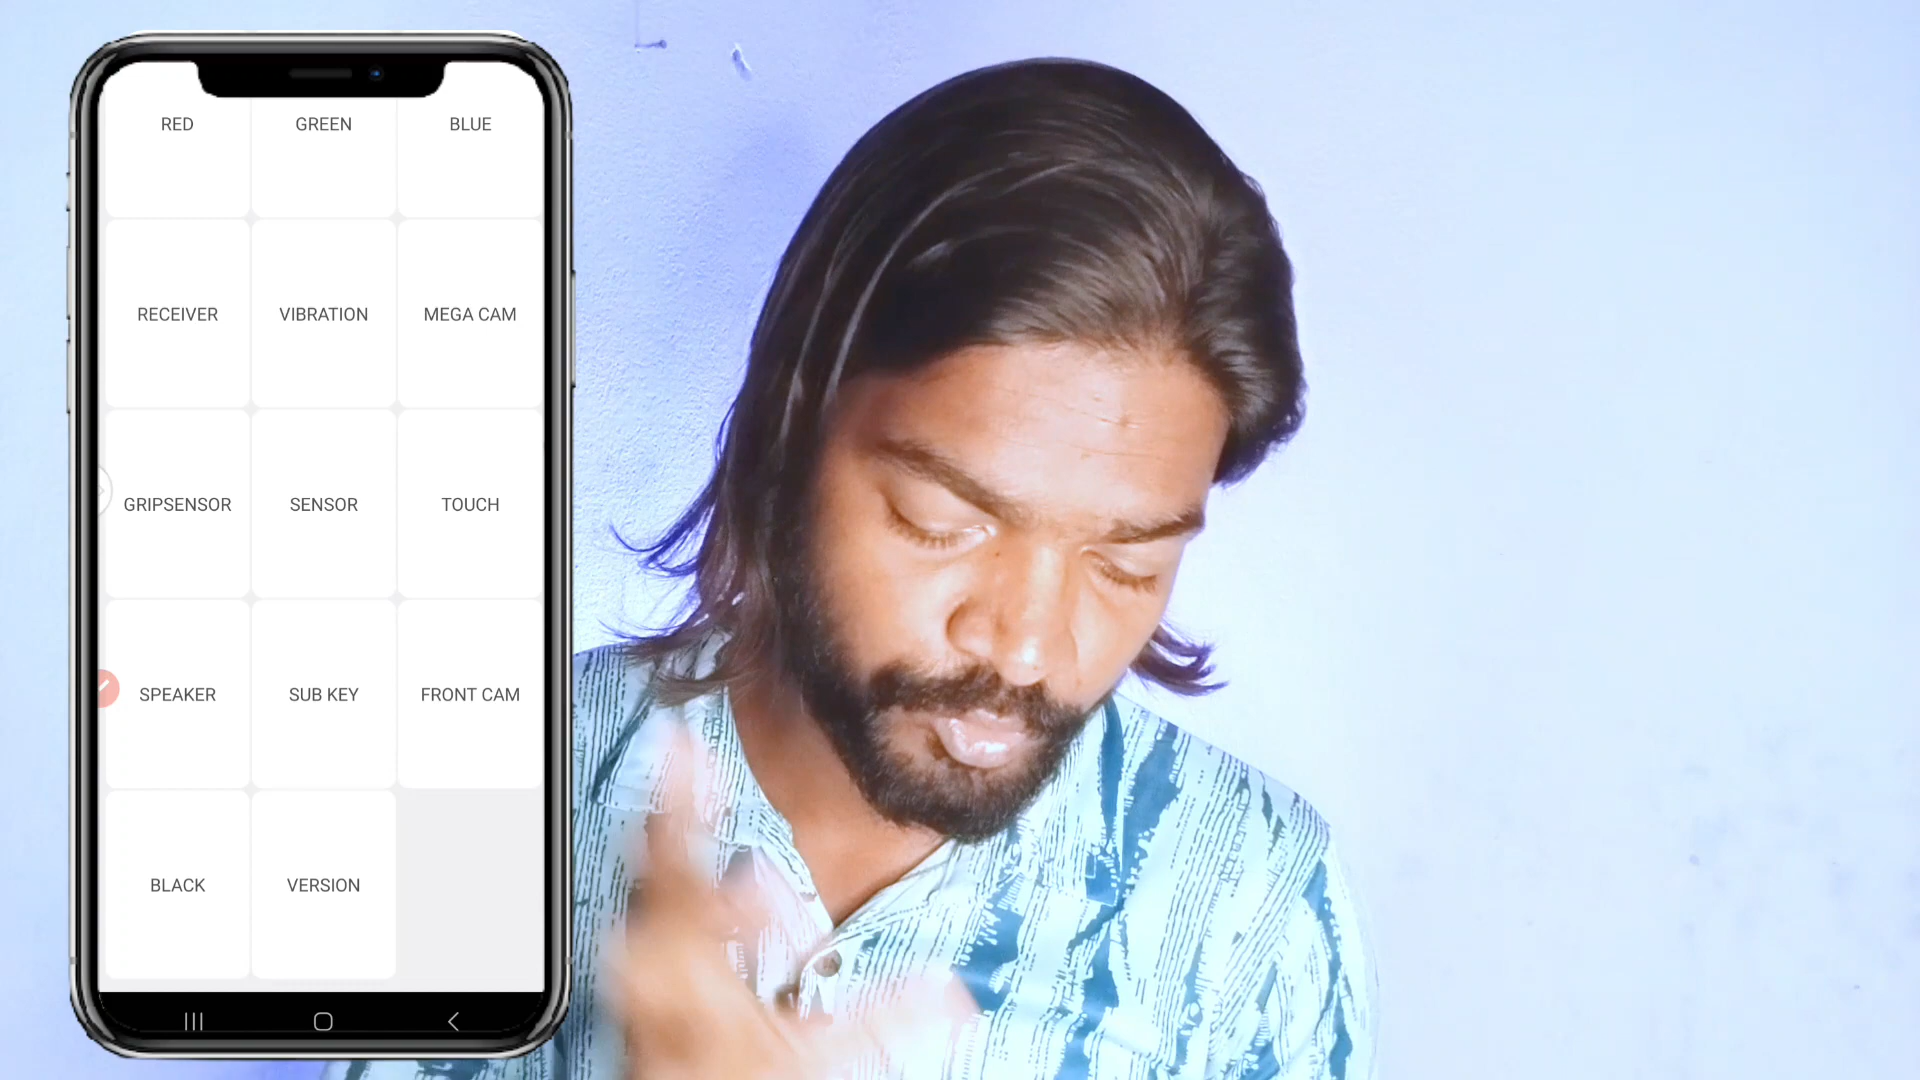 RED GREEN BLUE
RECEIVER VIBRATION MEGA CAM
GRIPSENSOR SENSOR TOUCH
SPEAKER SUB KEY FRONT CAM
BLACK VERSION